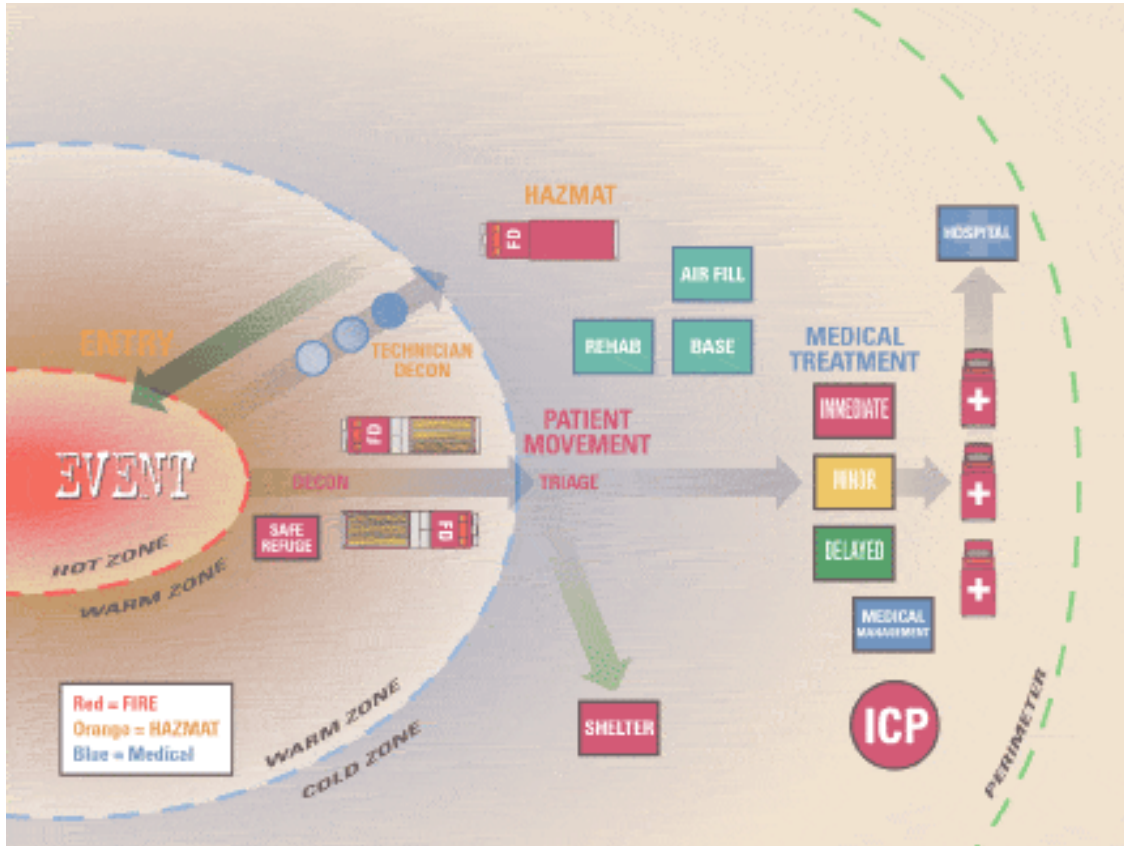 HAZMAT
FD
HOSPITAL
AIR FILL
ENTRY
TECHNICIAN
DECON
REHAB
BASE
MEDICAL
TREATMENT
IMMEDIATE
FD
PATIENT
MOVEMENT
EVENT
DECON
TRIAGE
MINOR
SAFE
REFUGE
FD
DELAYED
HOT ZONE
WARM ZONE
MEDICAL
MANAGEMENT
Red = FIRE
Orange = HAZMAT
Blue = Medical
WARM ZONE
COLD ZONE
SHELTER
ICP
PERIMETER